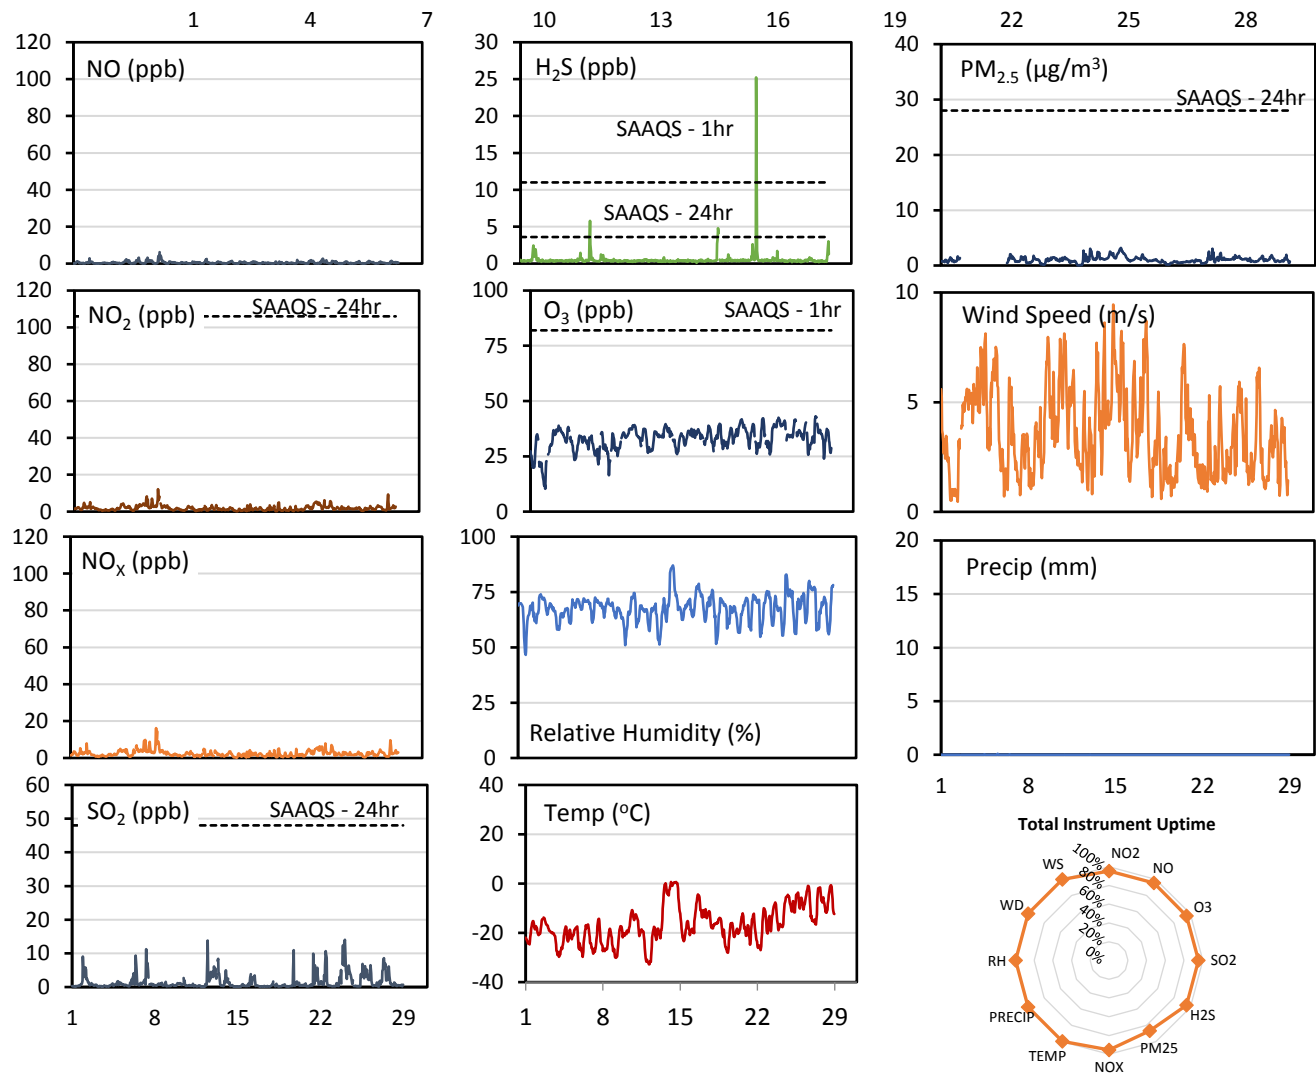 1 4 7 10 13 16 19 22 25 28
NO (ppb)
120
100
80
60
40
20
0
H₂S (ppb)
SAAQS - 1hr
SAAQS - 24hr
30
25
20
15
10
5
0
PM₂.₅ (µg/m³)
SAAQS - 24hr
40
30
20
10
0
NO₂ (ppb)
SAAQS - 24hr
120
100
80
60
40
20
0
O₃ (ppb)
SAAQS - 1hr
100
75
50
25
0
Wind Speed (m/s)
10
5
0
NOX (ppb)
120
100
80
60
40
20
0
100
75
50
25
0
Relative Humidity (%)
Precip (mm)
20
15
10
5
0
1 8 15 22 29
SO₂ (ppb)
SAAQS - 24hr
60
50
40
30
20
10
0
1 8 15 22 29
Temp (°C)
40
20
0
-20
-40
1 8 15 22 29
Total Instrument Uptime
100%
80%
60%
40%
20%
0%
NO2
NO
O3
SO2
H2S
PM25
NOX
TEMP
PRECIP
RH
WD
WS